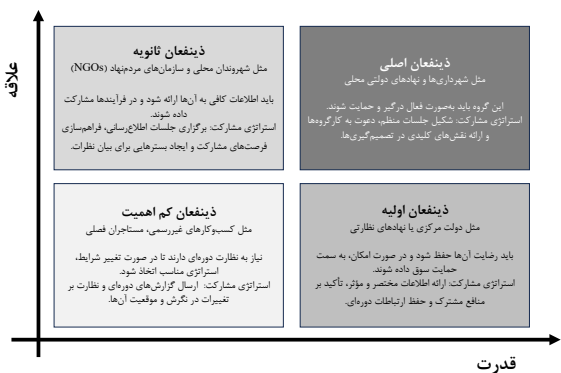 علاقه
ذینفعان اصلی
مثل شهرداری‌ها و نهادهای دولتی محلی
این گروه باید به‌صورت فعال درگیر و حمایت شوند.
استراتژی مشارکت: تشکیل جلسات منظم، دعوت به کارگروه‌ها
و ارائه نقش‌های کلیدی در تصمیم‌گیری‌ها.
ذینفعان ثانویه
مثل شهروندان محلی و سازمان‌های مردم‌نهاد (NGOs)
باید اطلاعات کافی به آن‌ها ارائه شود و در فرآیندها مشارکت
داده شوند.
استراتژی مشارکت: برگزاری جلسات اطلاع‌رسانی، فراهم‌سازی
فرصت‌های مشارکت و ایجاد بسترهایی برای بیان نظرات.
ذینفعان اولیه
مثل دولت مرکزی یا نهادهای نظارتی
باید رضایت آن‌ها حفظ شود و در صورت امکان، به سمت
حمایت سوق داده شوند.
استراتژی مشارکت: ارائه اطلاعات مختصر و مؤثر، تأکید بر
منافع مشترک و حفظ ارتباطات دوره‌ای.
ذینفعان کم اهمیت
مثل کسب‌وکارهای غیررسمی، مستاجران فصلی
نیاز به نظارت دوره‌ای دارند تا در صورت تغییر شرایط،
استراتژی مناسب اتخاذ شود.
استراتژی مشارکت: ارسال گزارش‌های دوره‌ای و نظارت بر
تغییرات در نگرش و موقعیت آن‌ها.
قدرت